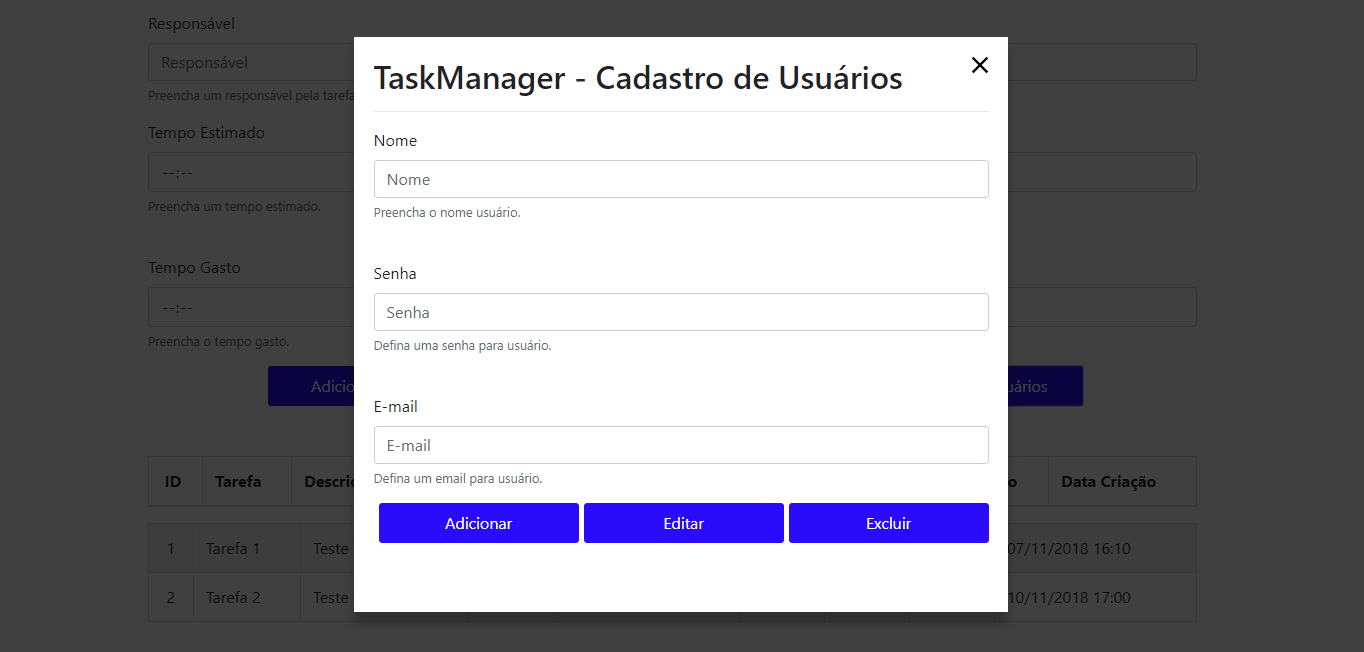 Responsável
Responsável
Preencha um responsável pela tarefa
Tempo Estimado
--:--
Preencha um tempo estimado.
Tempo Gasto
--:--
Preencha o tempo gasto.
TaskManager - Cadastro de Usuários
Nome
Nome
Preencha o nome usuário.
Senha
Senha
Defina uma senha para usuário.
E-mail
E-mail
Defina um email para usuário.
Adicionar Editar Excluir
ID Tarefa Data Criação
1 Tarefa 1 Teste 07/11/2018 16:10
2 Tarefa 2 Teste 10/11/2018 17:00